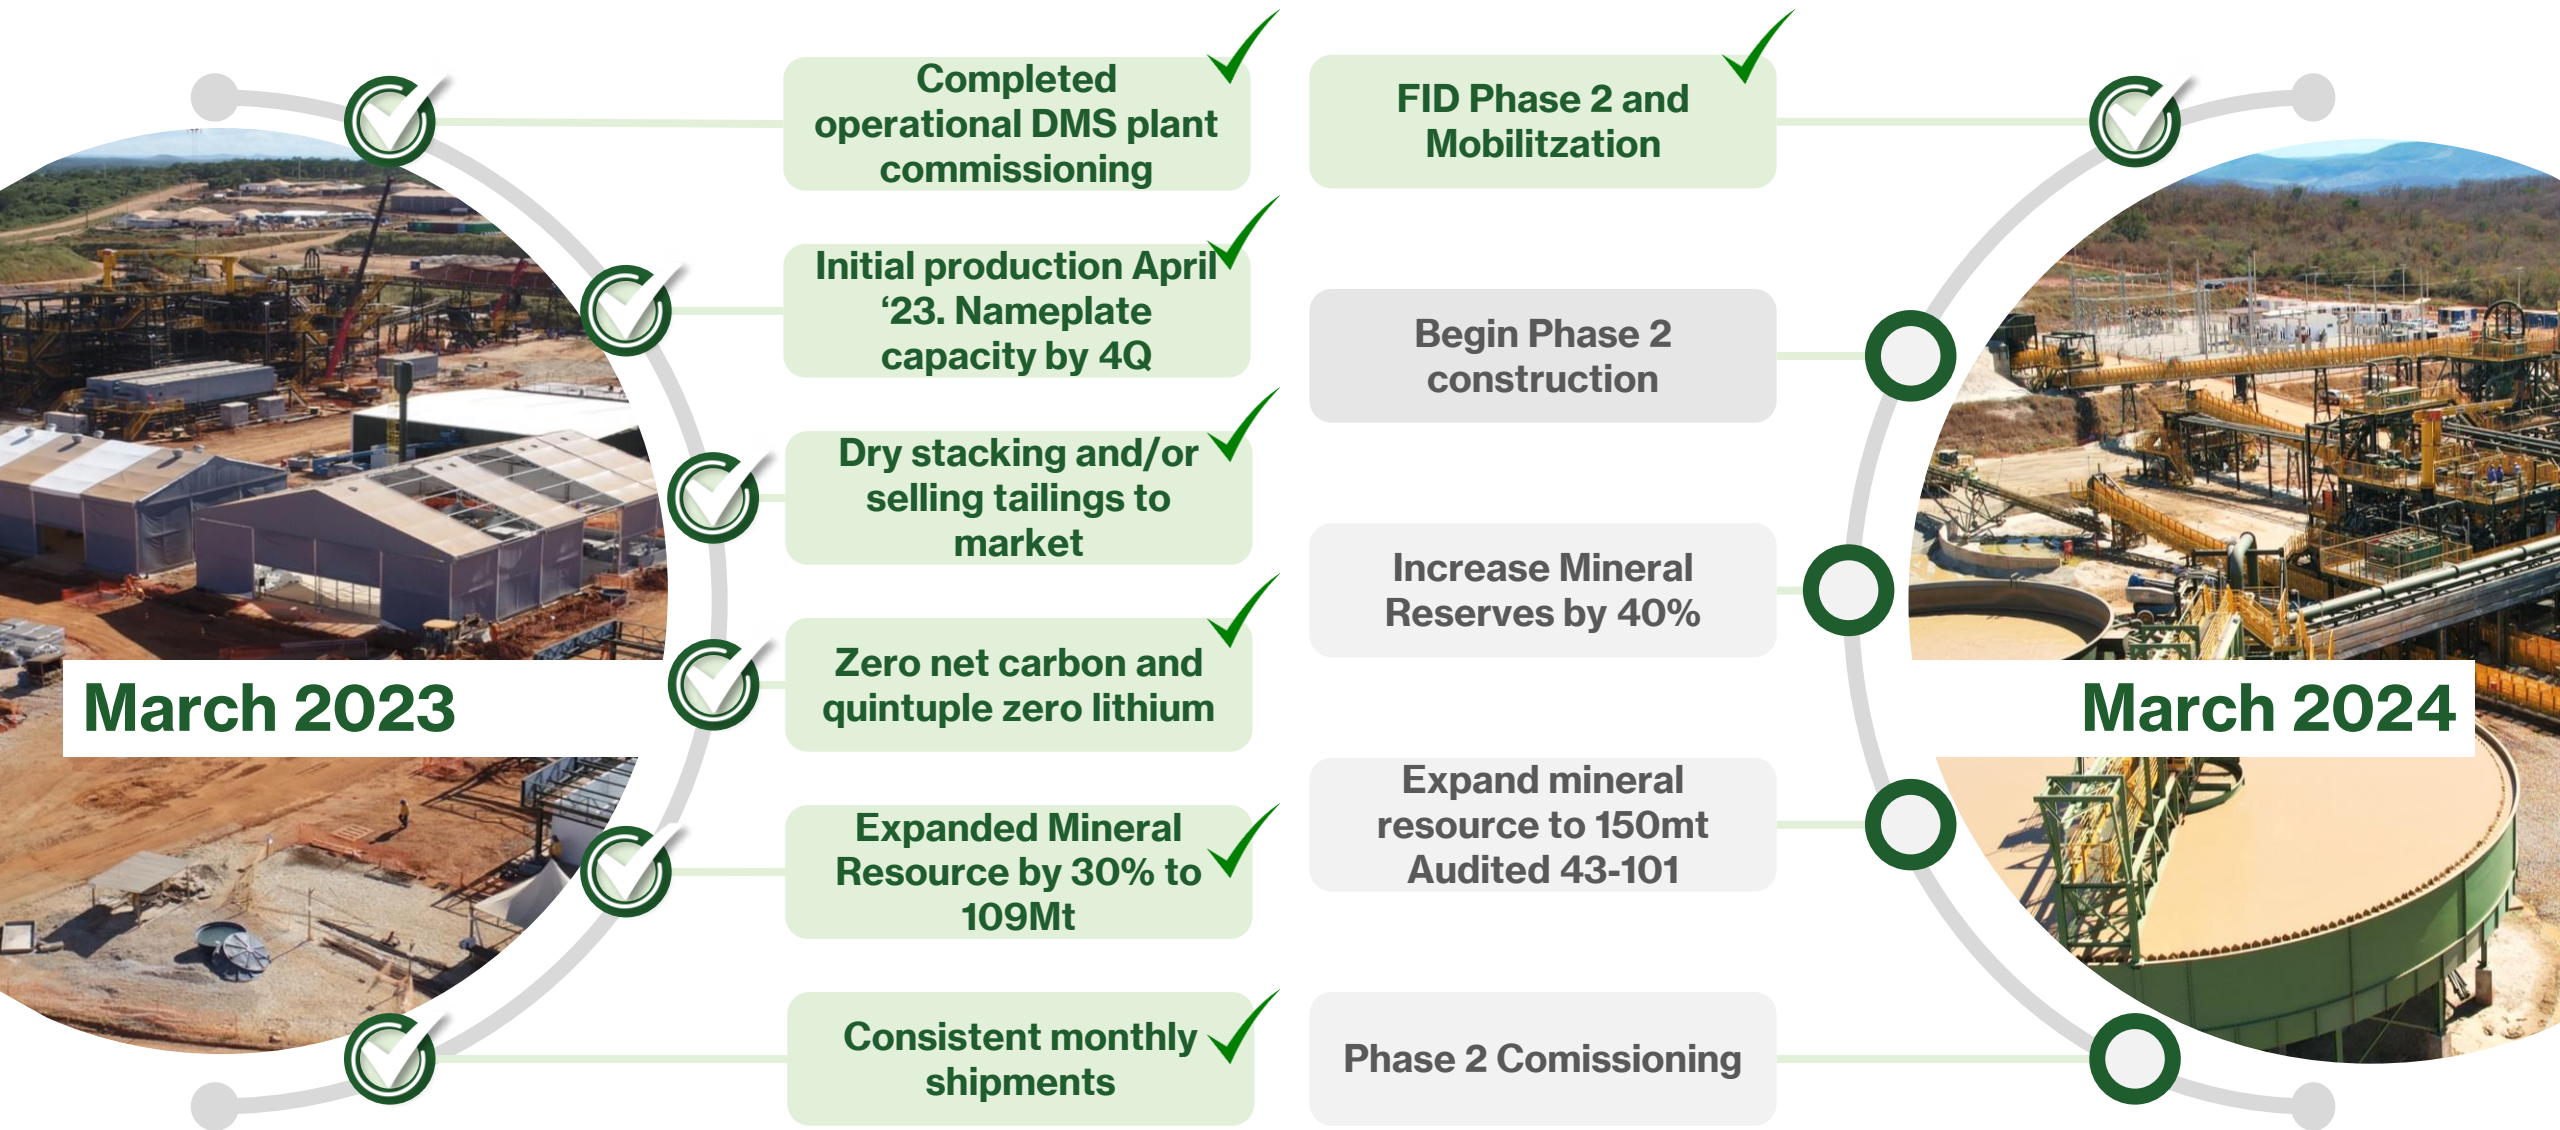 Completed
operational DMS plant
commissioning
Initial production April
‘23. Nameplate
capacity by 4Q
Dry stacking and/or
selling tailings to
market
Zero net carbon and
quintuple zero lithium
Expanded Mineral
Resource by 30% to
109Mt
Consistent monthly
shipments
March 2023
FID Phase 2 and
Mobilitzation
Begin Phase 2
construction
Increase Mineral
Reserves by 40%
Expand mineral
resource to 150mt
Audited 43-101
Phase 2 Comissioning
March 2024